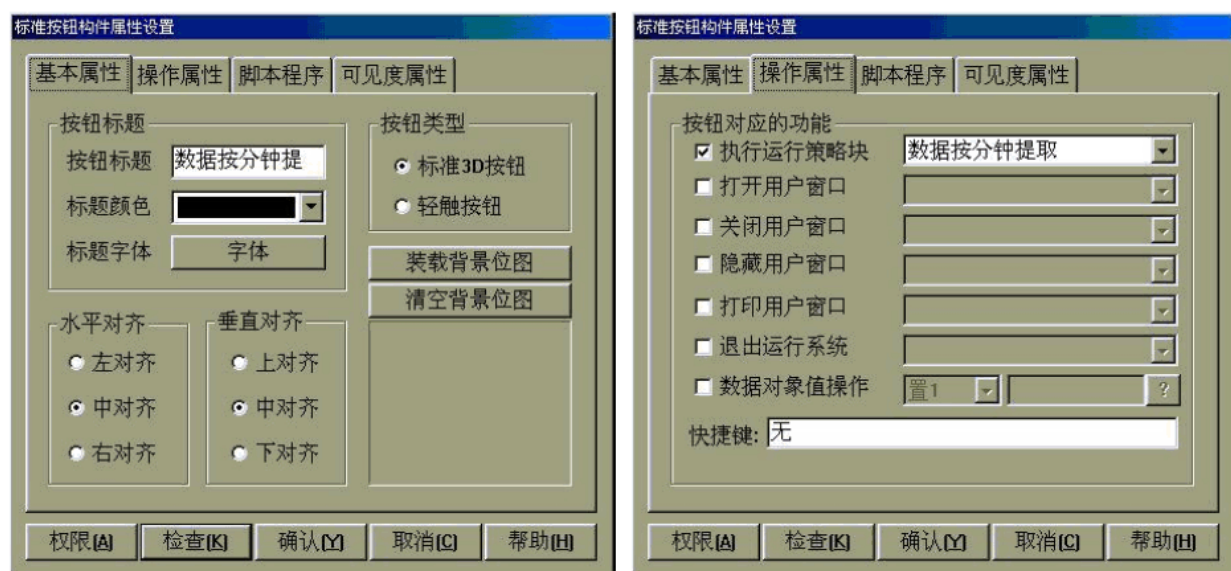 标准按钮构件属性设置
基本属性 操作属性 脚本程序 可见度属性
按钮标题
按钮标题 数据按分钟提
标题颜色
标题字体 字体
按钮类型
标准3D按钮
轻触按钮
装载背景位图
清空背景位图
水平对齐
左对齐
中对齐
右对齐
垂直对齐
上对齐
中对齐
下对齐
权限(A) 检查(K) 确认(Y) 取消(C) 帮助(H)
标准按钮构件属性设置
基本属性 操作属性 脚本程序 可见度属性
按钮对应的功能
执行运行策略块 数据按分钟提取
打开用户窗口
关闭用户窗口
隐藏用户窗口
打印用户窗口
退出运行系统
数据对象值操作 置1 ?
快捷键: 无
权限(A) 检查(K) 确认(Y) 取消(C) 帮助(H)